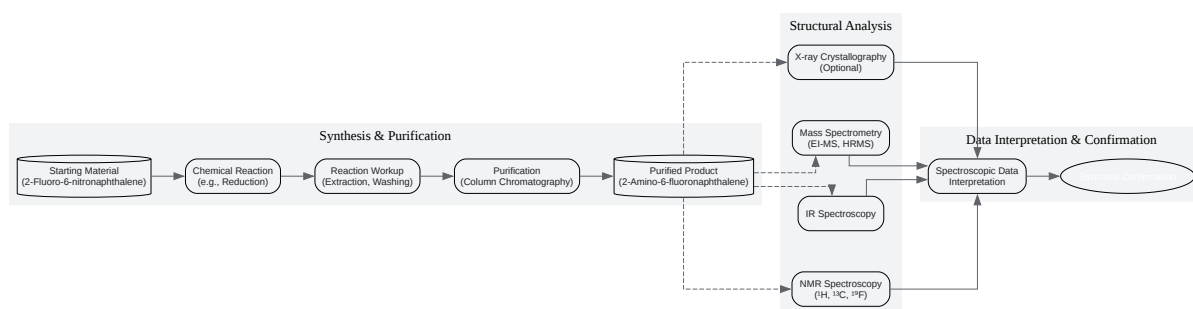 Structural Analysis
X-ray Crystallography
(Optional)
Synthesis & Purification
Mass Spectrometry
(EI-MS, HRMS)
Data Interpretation & Confirmation
Starting Material
(2-Fluoro-6-nitronaphthalene)
Chemical Reaction
(e.g., Reduction)
Reaction Workup
(Extraction, Washing)
Purification
(Column Chromatography)
Purified Product
(2-Amino-6-fluoronaphthalene)
Spectroscopic Data
Interpretation
Structural Confirmation
IR Spectroscopy
NMR Spectroscopy
(¹H, ¹³C, ¹⁹F)